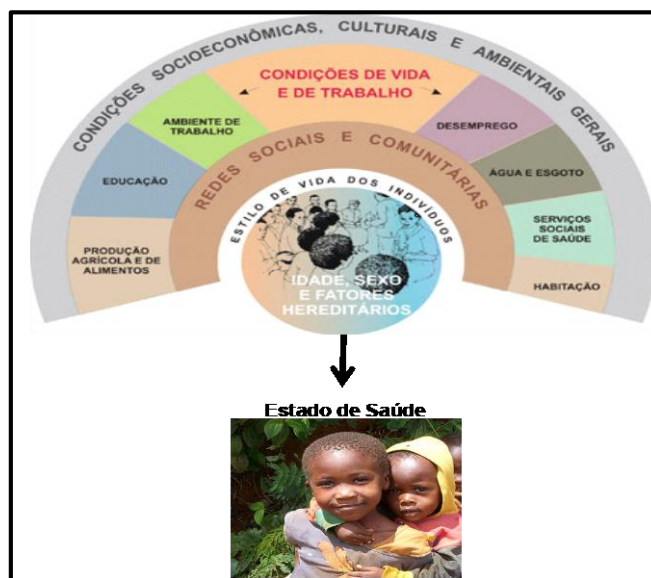 CONDIÇÕES SOCIOECONÔMICAS, CULTURAIS E AMBIENTAIS GERAIS
CONDIÇÕES DE VIDA
E DE TRABALHO
AMBIENTE DE
TRABALHO
DESEMPREGO
EDUCAÇÃO
ÁGUA E ESGOTO
PRODUÇÃO
AGRÍCOLA E DE
ALIMENTOS
SERVIÇOS
SOCIAIS
DE SAÚDE
HABITAÇÃO
REDES SOCIAIS E COMUNITÁRIAS
ESTILO DE VIDA DOS INDIVÍDUOS
IDADE, SEXO
E FATORES
HEREDITÁRIOS
Estado de Saúde